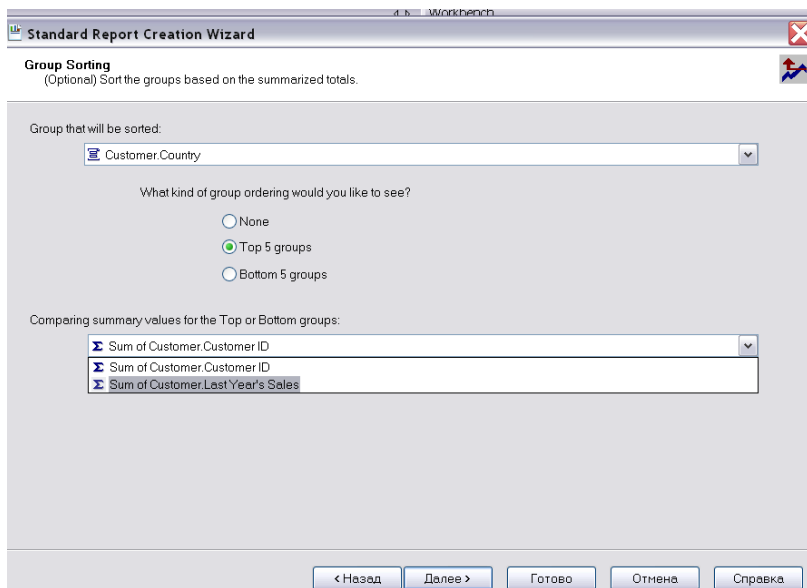 Workbench
Standard Report Creation Wizard
Group Sorting
(Optional) Sort the groups based on the summarized totals.
Group that will be sorted:
Customer.Country
What kind of group ordering would you like to see?
None
Top 5 groups
Bottom 5 groups
Comparing summary values for the Top or Bottom groups:
Σ Sum of Customer.Customer ID
Σ Sum of Customer.Customer ID
Σ Sum of Customer.Last Year's Sales
< Назад Далее > Готово Отмена Справка